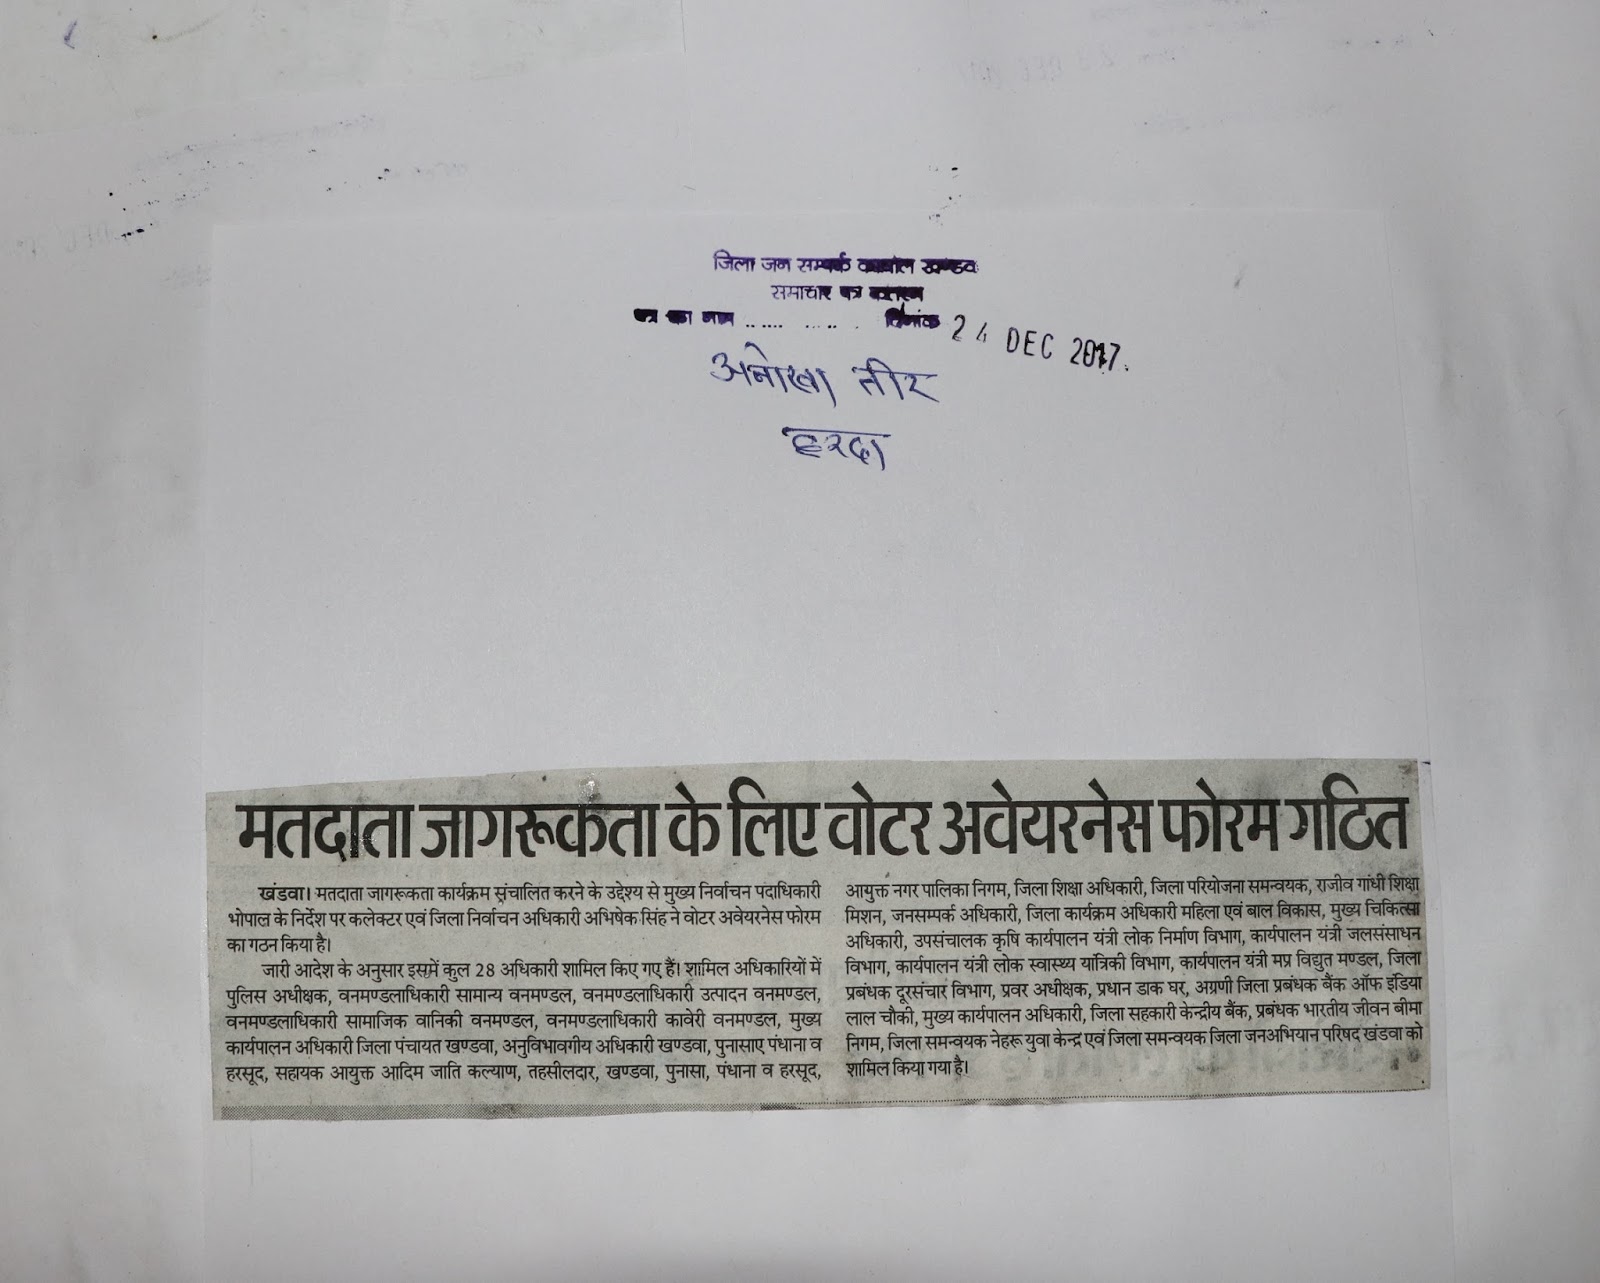 जिला जन सम्पर्क कार्यालय खण्डवा
समाचार पत्र कतरन
पत्र का नाम .. .... ... .. . दिनांक 24 DEC 2017
अनोखा तीर
हरदा
मतदाता जागरूकता के लिए वोटर अवेयरनेस फोरम गठित
खंडवा। मतदाता जागरूकता कार्यक्रम संचालित करने के उद्देश्य से मुख्य निर्वाचन पदाधिकारी
भोपाल के निर्देश पर कलेक्टर एवं जिला निर्वाचन अधिकारी अभिषेक सिंह ने वोटर अवेयरनेस फोरम
का गठन किया है।
जारी आदेश के अनुसार इसमें कुल 28 अधिकारी शामिल किए गए हैं। शामिल अधिकारियों में
पुलिस अधीक्षक, वनमण्डलाधिकारी सामान्य वनमण्डल, वनमण्डलाधिकारी उत्पादन वनमण्डल,
वनमण्डलाधिकारी सामाजिक वानिकी वनमण्डल, वनमण्डलाधिकारी कावेरी वनमण्डल, मुख्य
कार्यपालन अधिकारी जिला पंचायत खण्डवा, अनुविभावगीय अधिकारी खण्डवा, पुनासाए पंधाना व
हरसूद, सहायक आयुक्त आदिम जाति कल्याण, तहसीलदार, खण्डवा, पुनासा, पंधाना व हरसूद,
आयुक्त नगर पालिका निगम, जिला शिक्षा अधिकारी, जिला परियोजना समन्वयक, राजीव गांधी शिक्षा
मिशन, जनसम्पर्क अधिकारी, जिला कार्यक्रम अधिकारी महिला एवं बाल विकास, मुख्य चिकित्सा
अधिकारी, उपसंचालक कृषि कार्यपालन यंत्री लोक निर्माण विभाग, कार्यपालन यंत्री जलसंसाधन
विभाग, कार्यपालन यंत्री लोक स्वास्थ्य यांत्रिकी विभाग, कार्यपालन यंत्री मप्र विद्युत मण्डल, जिला
प्रबंधक दूरसंचार विभाग, प्रवर अधीक्षक, प्रधान डाक घर, अग्रणी जिला प्रबंधक बैंक ऑफ इंडिया
लाल चौकी, मुख्य कार्यपालन अधिकारी, जिला सहकारी केन्द्रीय बैंक, प्रबंधक भारतीय जीवन बीमा
निगम, जिला समन्वयक नेहरू युवा केन्द्र एवं जिला समन्वयक जिला जनअभियान परिषद खंडवा को
शामिल किया गया है।